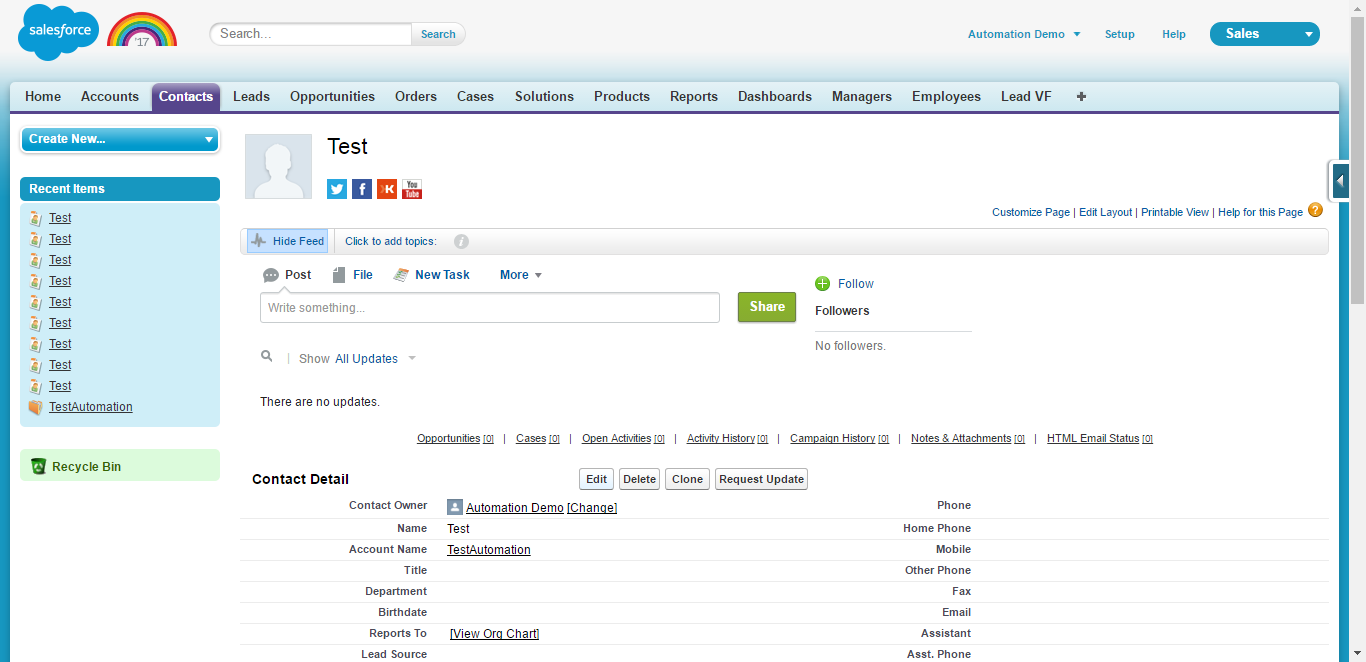 salesforce
'17
Search...
Search
Automation Demo
Setup
Help
Sales
Home Accounts Contacts Leads Opportunities Orders Cases Solutions Products Reports Dashboards Managers Employees Lead VF +
Create New...
Recent Items
Test
Test
Test
Test
Test
Test
Test
Test
Test
TestAutomation
Recycle Bin
Test
You
Tube
Customize Page | Edit Layout | Printable View | Help for this Page ?
Hide Feed
Click to add topics:
Post File New Task More
Write something...
Share
Follow
Followers
No followers.
Show All Updates
There are no updates.
Opportunities [0] | Cases [0] | Open Activities [0] | Activity History [0] | Campaign History [0] | Notes & Attachments [0] | HTML Email Status [0]
Contact Detail
Edit Delete Clone Request Update
Contact Owner Automation Demo [Change] Phone
Name Test Home Phone
Account Name TestAutomation Mobile
Title Other Phone
Department Fax
Birthdate Email
Reports To [View Org Chart] Assistant
Lead Source Asst. Phone